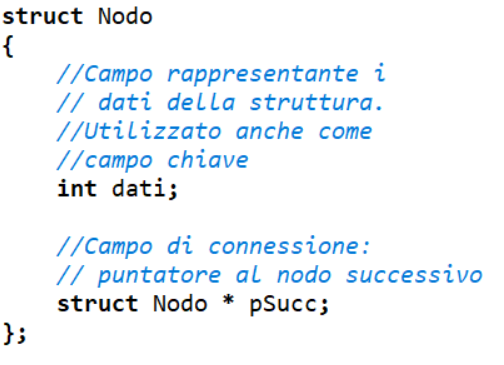 struct Nodo
{
    //Campo rappresentante i
    // dati della struttura.
    //Utilizzato anche come
    //campo chiave
    int dati;

    //Campo di connessione:
    // puntatore al nodo successivo
    struct Nodo * pSucc;
};